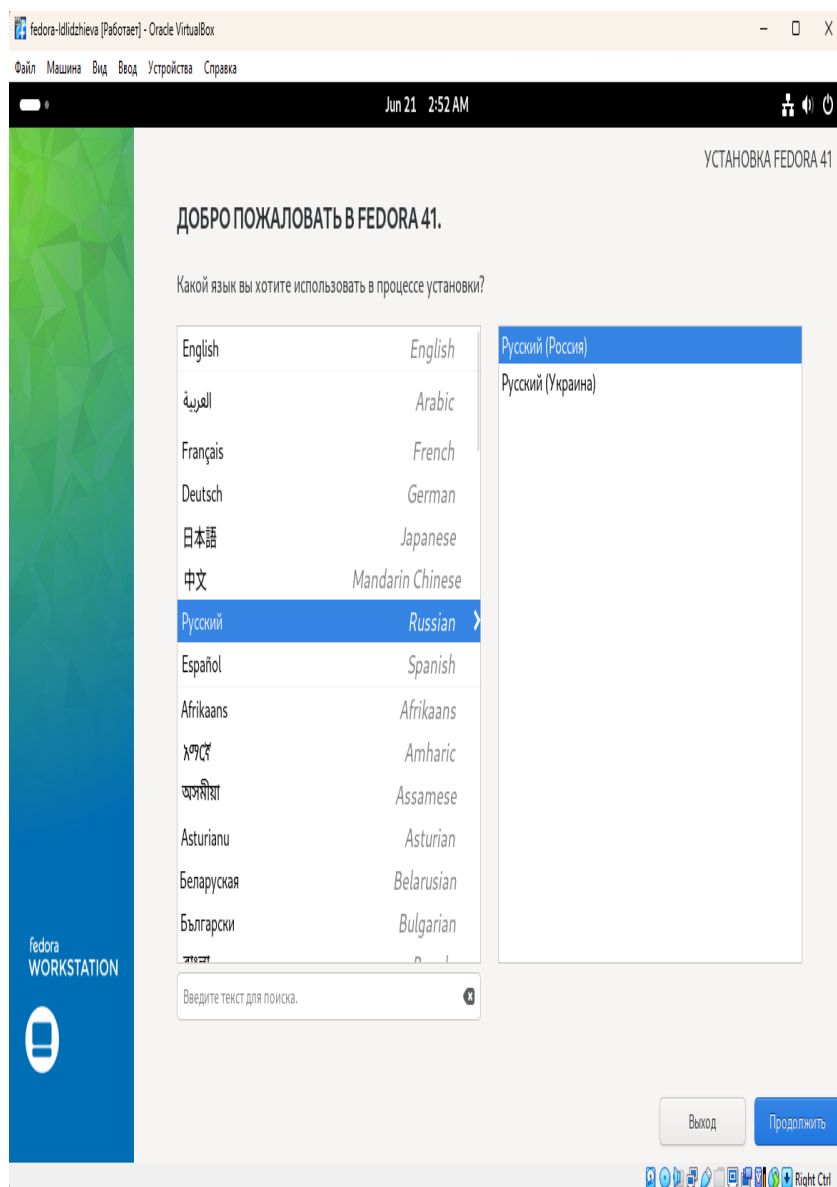 fedora-ldlidzhieva [Работает] - Oracle VirtualBox
Файл Машина Вид Ввод Устройства Справка
Jun 21 2:52 AM
УСТАНОВКА FEDORA 41
ДОБРО ПОЖАЛОВАТЬ В FEDORA 41.
Какой язык вы хотите использовать в процессе установки?
English English
العربية Arabic
Français French
Deutsch German
日本語 Japanese
中文 Mandarin Chinese
Русский Russian
Español Spanish
Afrikaans Afrikaans
አማርኛ Amharic
অসমীয়া Assamese
Asturianu Asturian
Беларуская Belarusian
Български Bulgarian
Русский (Россия)
Русский (Украина)
Введите текст для поиска.
fedora
WORKSTATION
Выход
Продолжить
Right Ctrl